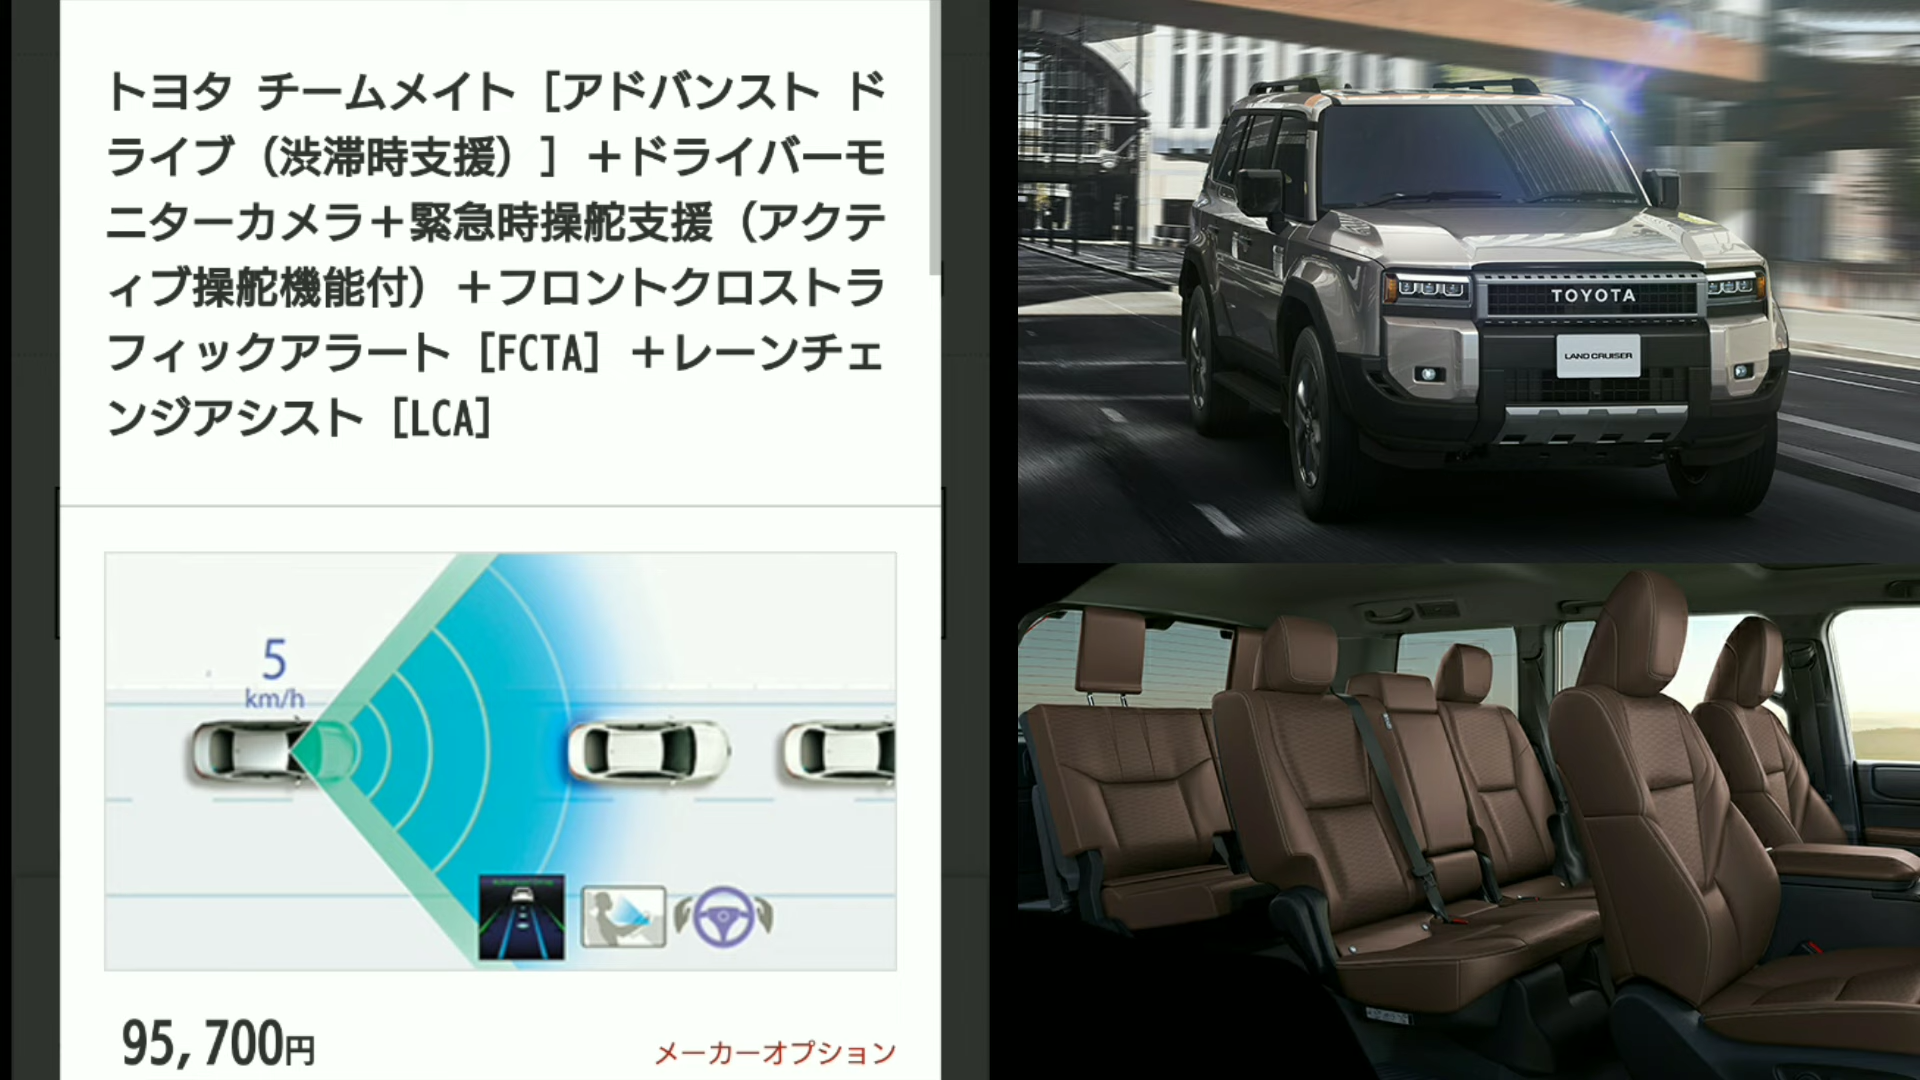 トヨタ チームメイト［アドバンスト ド
ライブ（渋滞時支援）］＋ドライバーモ
ニターカメラ＋緊急時操舵支援（アクテ
ィブ操舵機能付）＋フロントクロストラ
フィックアラート［FCTA］＋レーンチェ
ンジアシスト［LCA］
5
km/h
95,700円
メーカーオプション
TOYOTA
LAND CRUISER